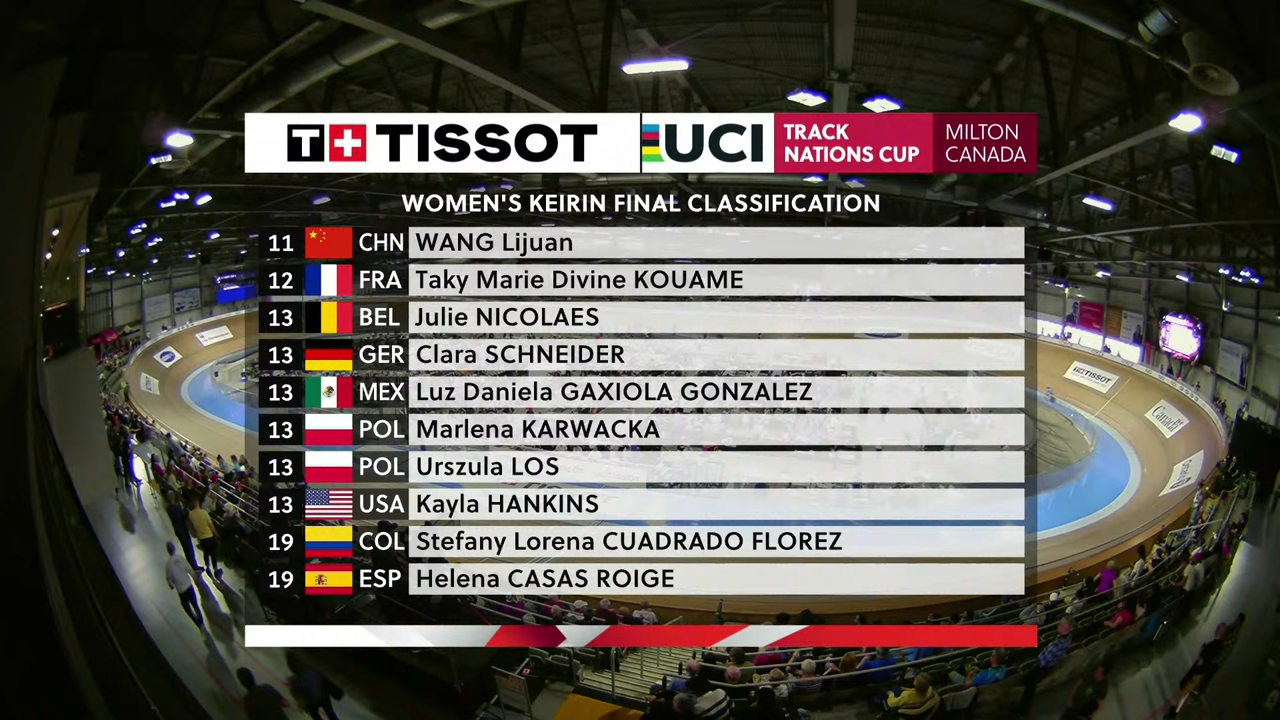 T+ TISSOT UCI TRACK NATIONS CUP MILTON CANADA
WOMEN'S KEIRIN FINAL CLASSIFICATION
11 CHN WANG Lijuan
12 FRA Taky Marie Divine KOUAME
13 BEL Julie NICOLAES
13 GER Clara SCHNEIDER
13 MEX Luz Daniela GAXIOLA GONZALEZ
13 POL Marlena KARWACKA
13 POL Urszula LOS
13 USA Kayla HANKINS
19 COL Stefany Lorena CUADRADO FLOREZ
19 ESP Helena CASAS ROIGE
TISSOT
Canada